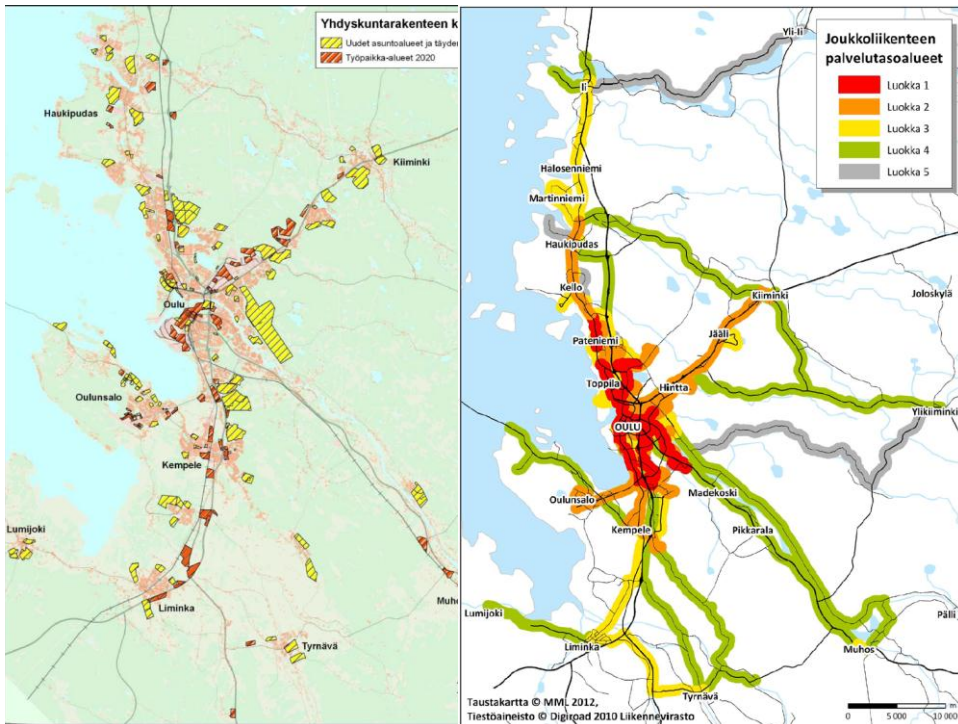 Yhdyskuntarakenteen k
Uudet asuntoalueet ja täyder
Työpaikka-alueet 2020
Haukipudas
Kiiminki
Oulu
Oulunsalo
Kempele
Lumijoki
Liminka
Tyrnävä
Muho
Joukkoliikenteen
palvelutasoalueet
Luokka 1
Luokka 2
Luokka 3
Luokka 4
Luokka 5
Yli-Ii
Ii
Halosenniemi
Martinniemi
Haukipudas
Kello
Kiiminki
Joloskylä
Jääli
Pateniemi
Toppila
Hintta
Ylikiiminki
OULU
Madekoski
Oulunsalo
Kempele
Pikkarala
Lumijoki
Pälli
Liminka
Muhos
Tyrnävä
Taustakartta © MML 2012,
Tiestöaineisto © Digiroad 2010 Liikennevirasto
0 5 000 10 000 m